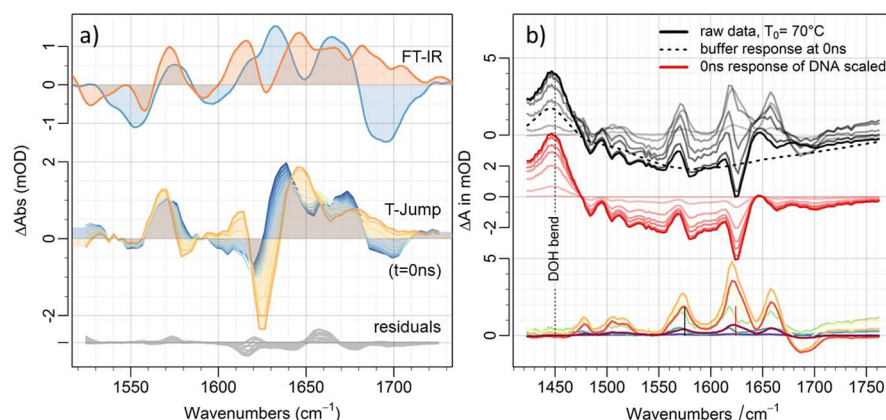 a)
FT-IR
ΔAbs (mOD)
1
0
-1
2
0
-2
T-Jump
(t=0ns)
residuals
1550
1600
1650
1700
Wavenumbers (cm⁻¹)
b)
raw data, T₀= 70°C
buffer response at 0ns
0ns response of DNA scaled
ΔA in mOD
5
0
2
0
-2
5
0
DOH bend
1450
1500
1550
1600
1650
1700
1750
Wavenumbers / cm⁻¹